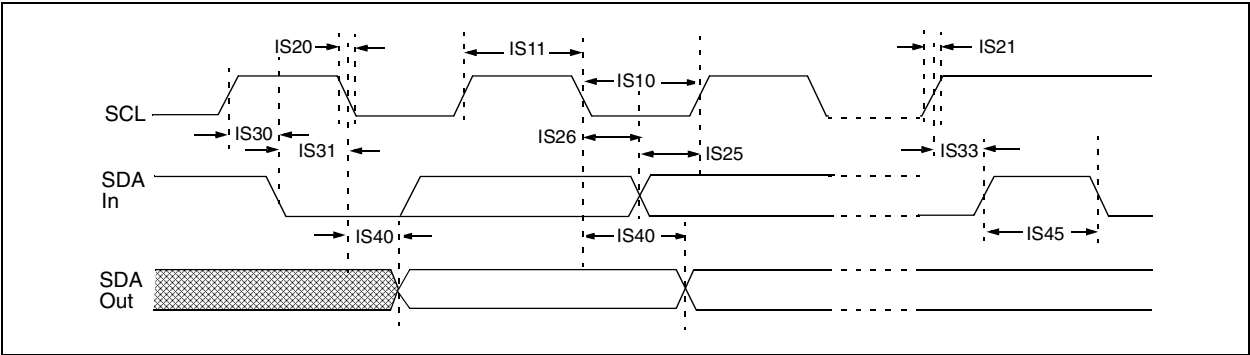 IS20
IS11
IS21
IS10
SCL
IS30
IS26
IS31
IS25
IS33
SDA
In
IS40
IS40
IS45
SDA
Out